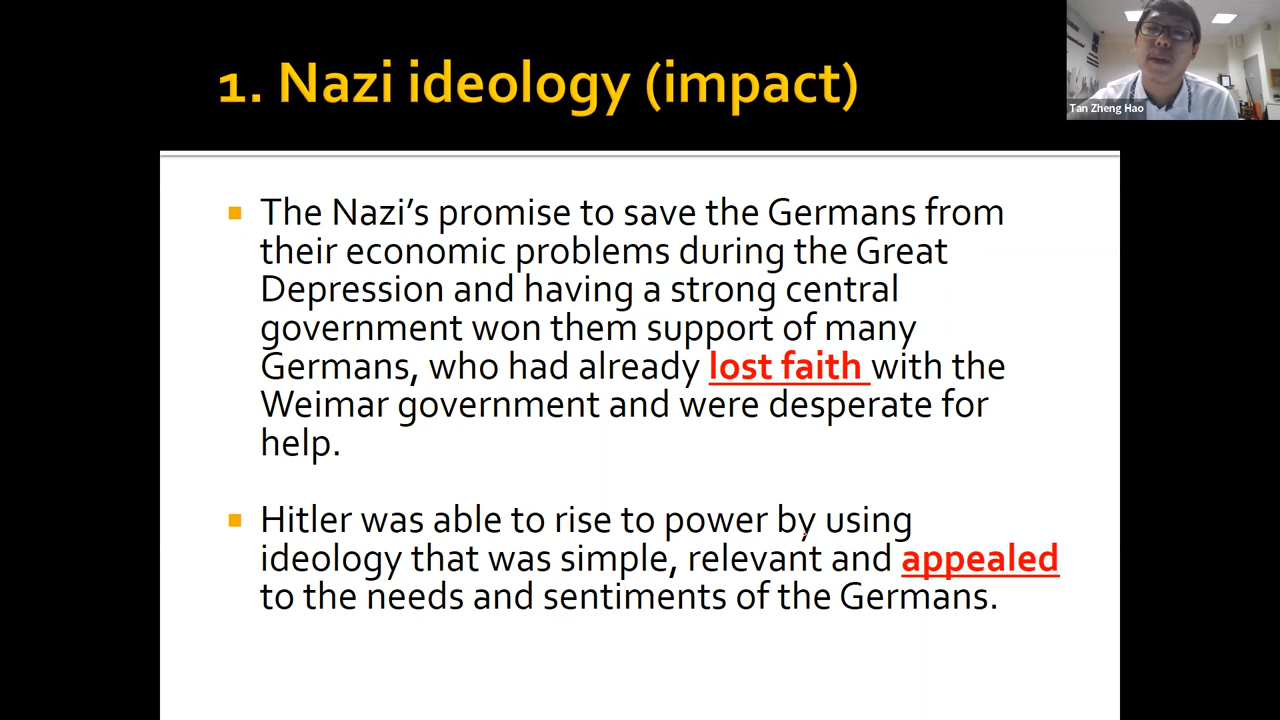 1. Nazi ideology (impact)
Tan Zheng Hao
▪ The Nazi's promise to save the Germans from
their economic problems during the Great
Depression and having a strong central
government won them support of many
Germans, who had already lost faith with the
Weimar government and were desperate for
help.
▪ Hitler was able to rise to power by using
ideology that was simple, relevant and appealed
to the needs and sentiments of the Germans.